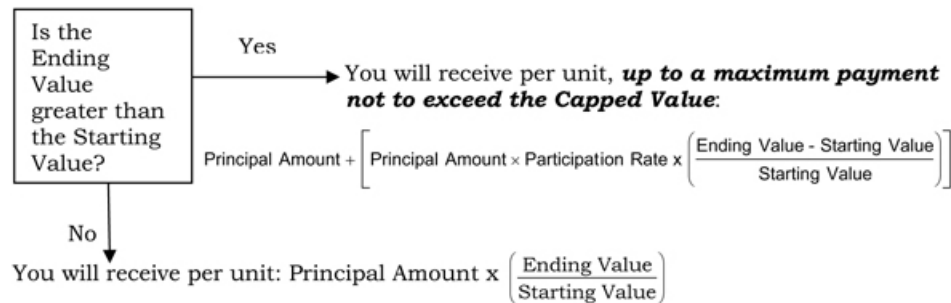 Is the
Ending
Value
greater than
the Starting
Value?
Yes
You will receive per unit, up to a maximum payment
not to exceed the Capped Value:
Principal Amount + [Principal Amount × Participation Rate x (Ending Value - Starting Value / Starting Value)]
No
You will receive per unit: Principal Amount x (Ending Value / Starting Value)